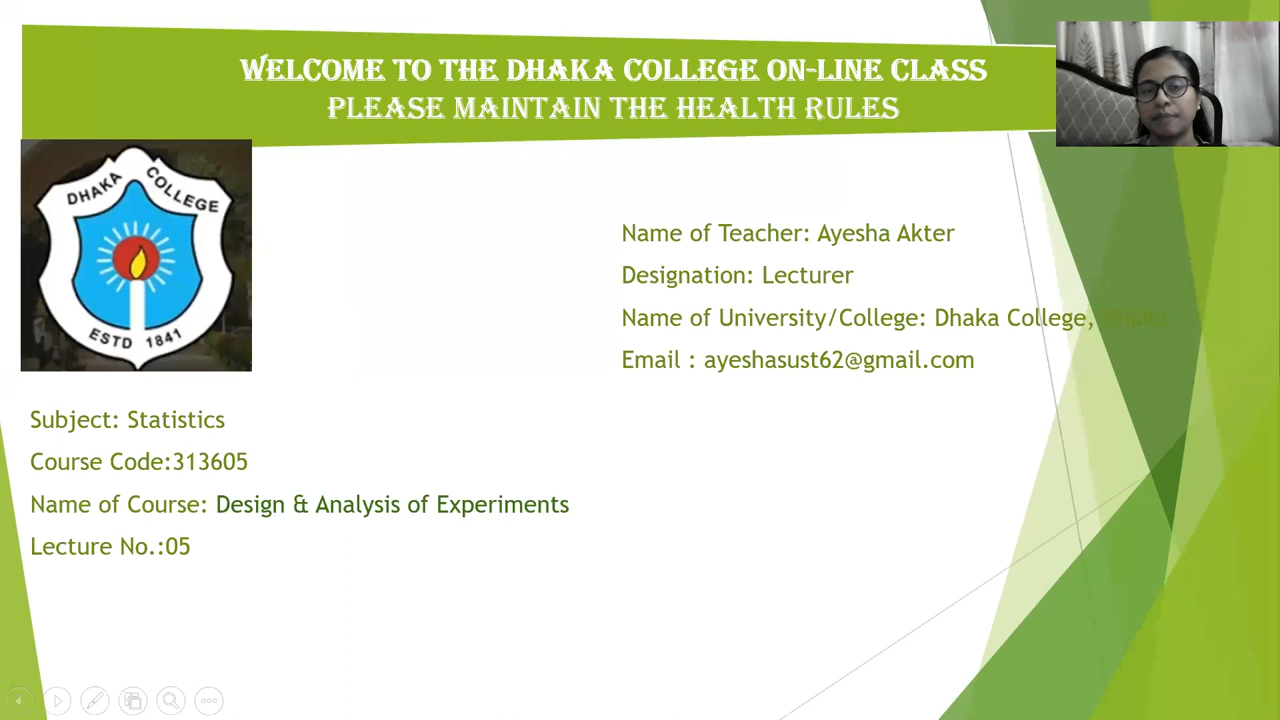 WELCOME TO THE DHAKA COLLEGE ON-LINE CLASS
PLEASE MAINTAIN THE HEALTH RULES
DHAKA COLLEGE
ESTD 1841
Name of Teacher: Ayesha Akter
Designation: Lecturer
Name of University/College: Dhaka College, Dhaka
Email : ayeshasust62@gmail.com
Subject: Statistics
Course Code:313605
Name of Course: Design & Analysis of Experiments
Lecture No.:05